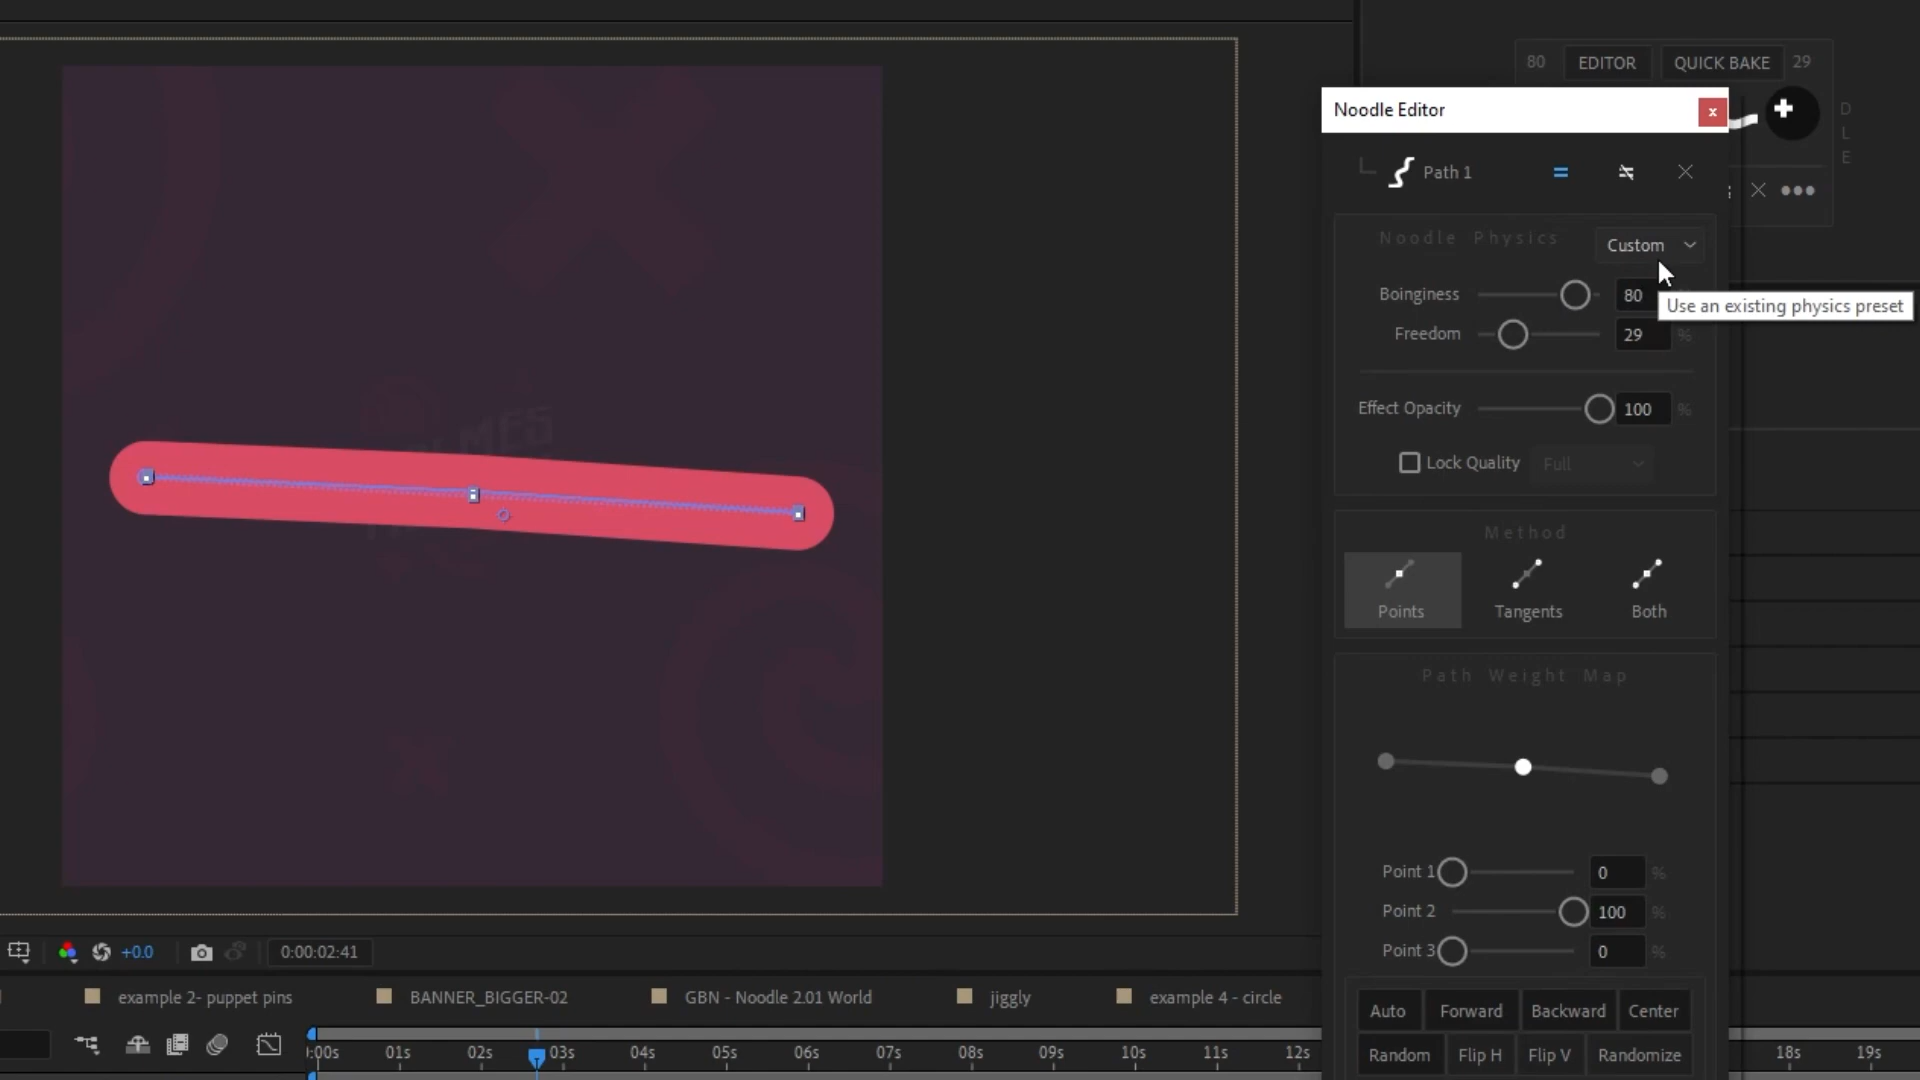 80 EDITOR QUICK BAKE 29
Noodle Editor x
D
L
E
Path 1
Noodle Physics Custom
Boinginess 80
Use an existing physics preset
Freedom 29 %
Effect Opacity 100 %
Lock Quality Full
Method
Points Tangents Both
Path Weight Map
Point 1 0 %
Point 2 100 %
Point 3 0 %
+0.0 0:00:02:41
example 2- puppet pins BANNER_BIGGER-02 GBN - Noodle 2.01 World jiggly example 4 - circle
Auto Forward Backward Center
:00s 01s 02s 03s 04s 05s 06s 07s 08s 09s 10s 11s 12s 18s 19s
Random Flip H Flip V Randomize